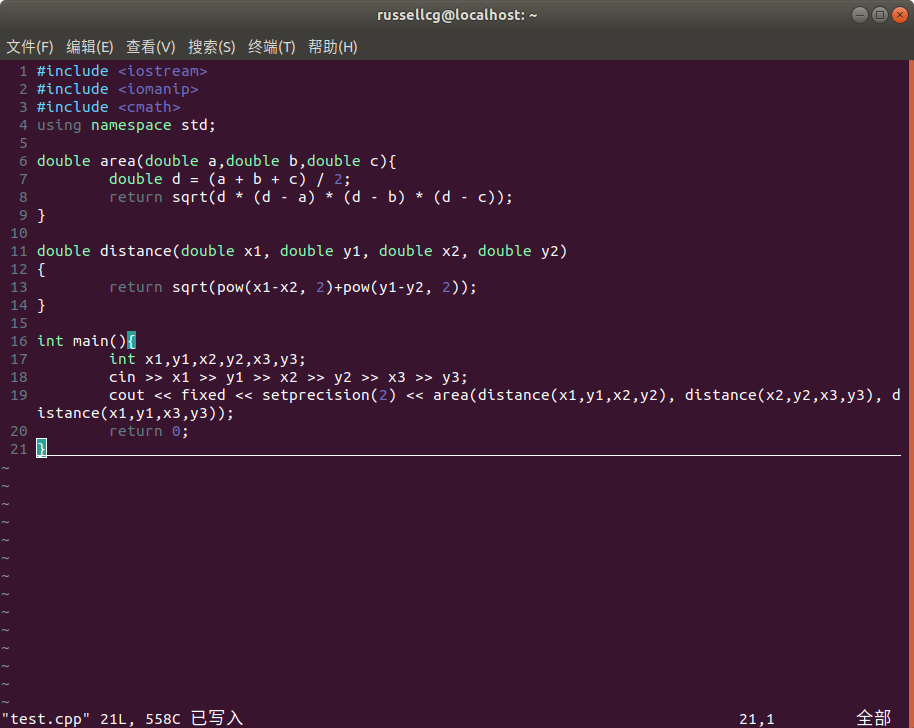 russellcg@localhost: ~
文件(F) 编辑(E) 查看(V) 搜索(S) 终端(T) 帮助(H)
1 #include <iostream>
2 #include <iomanip>
3 #include <cmath>
4 using namespace std;
5
6 double area(double a,double b,double c){
7 double d = (a + b + c) / 2;
8 return sqrt(d * (d - a) * (d - b) * (d - c));
9 }
10
11 double distance(double x1, double y1, double x2, double y2)
12 {
13 return sqrt(pow(x1-x2, 2)+pow(y1-y2, 2));
14 }
15
16 int main(){
17 int x1,y1,x2,y2,x3,y3;
18 cin >> x1 >> y1 >> x2 >> y2 >> x3 >> y3;
19 cout << fixed << setprecision(2) << area(distance(x1,y1,x2,y2), distance(x2,y2,x3,y3), d
istance(x1,y1,x3,y3));
20 return 0;
21 }
~
~
~
~
~
~
~
~
~
~
~
~
~
~
"test.cpp" 21L, 558C 已写入 21,1 全部